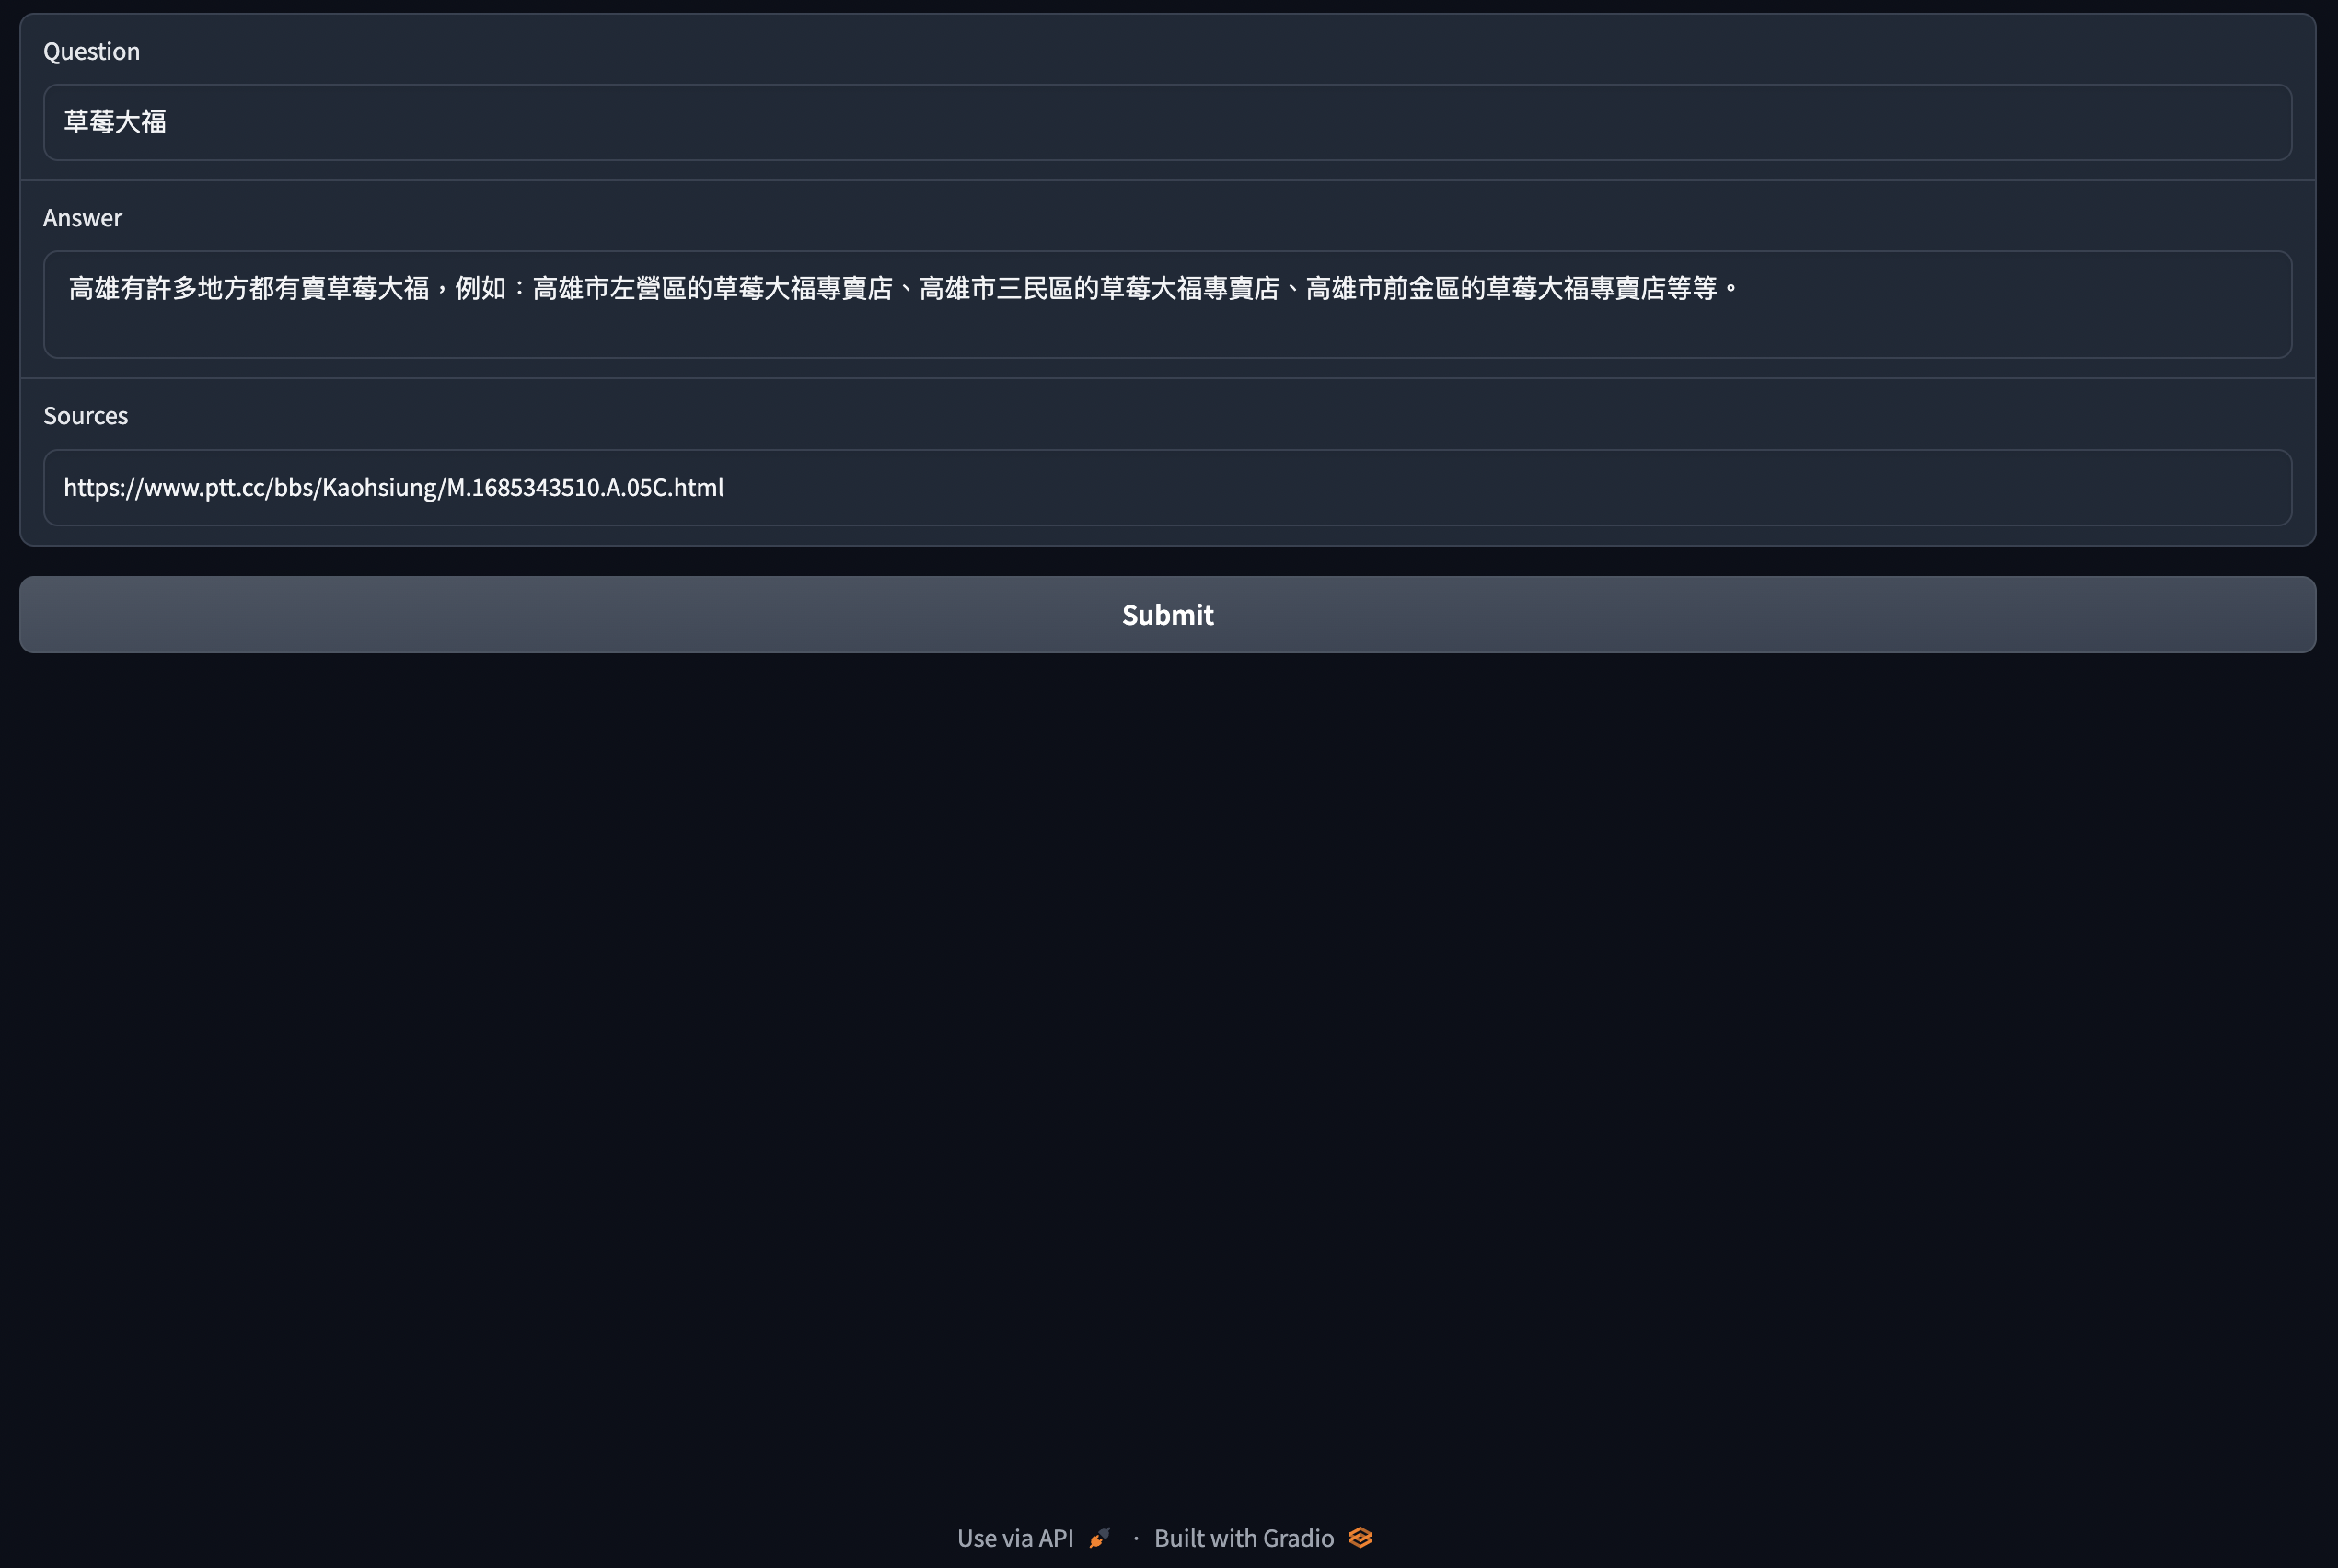 Question
草莓大福
Answer
高雄有許多地方都有賣草莓大福，例如：高雄市左營區的草莓大福專賣店、高雄市三民區的草莓大福專賣店、高雄市前金區的草莓大福專賣店等等。
Sources
https://www.ptt.cc/bbs/Kaohsiung/M.1685343510.A.05C.html
Submit
Use via API · Built with Gradio